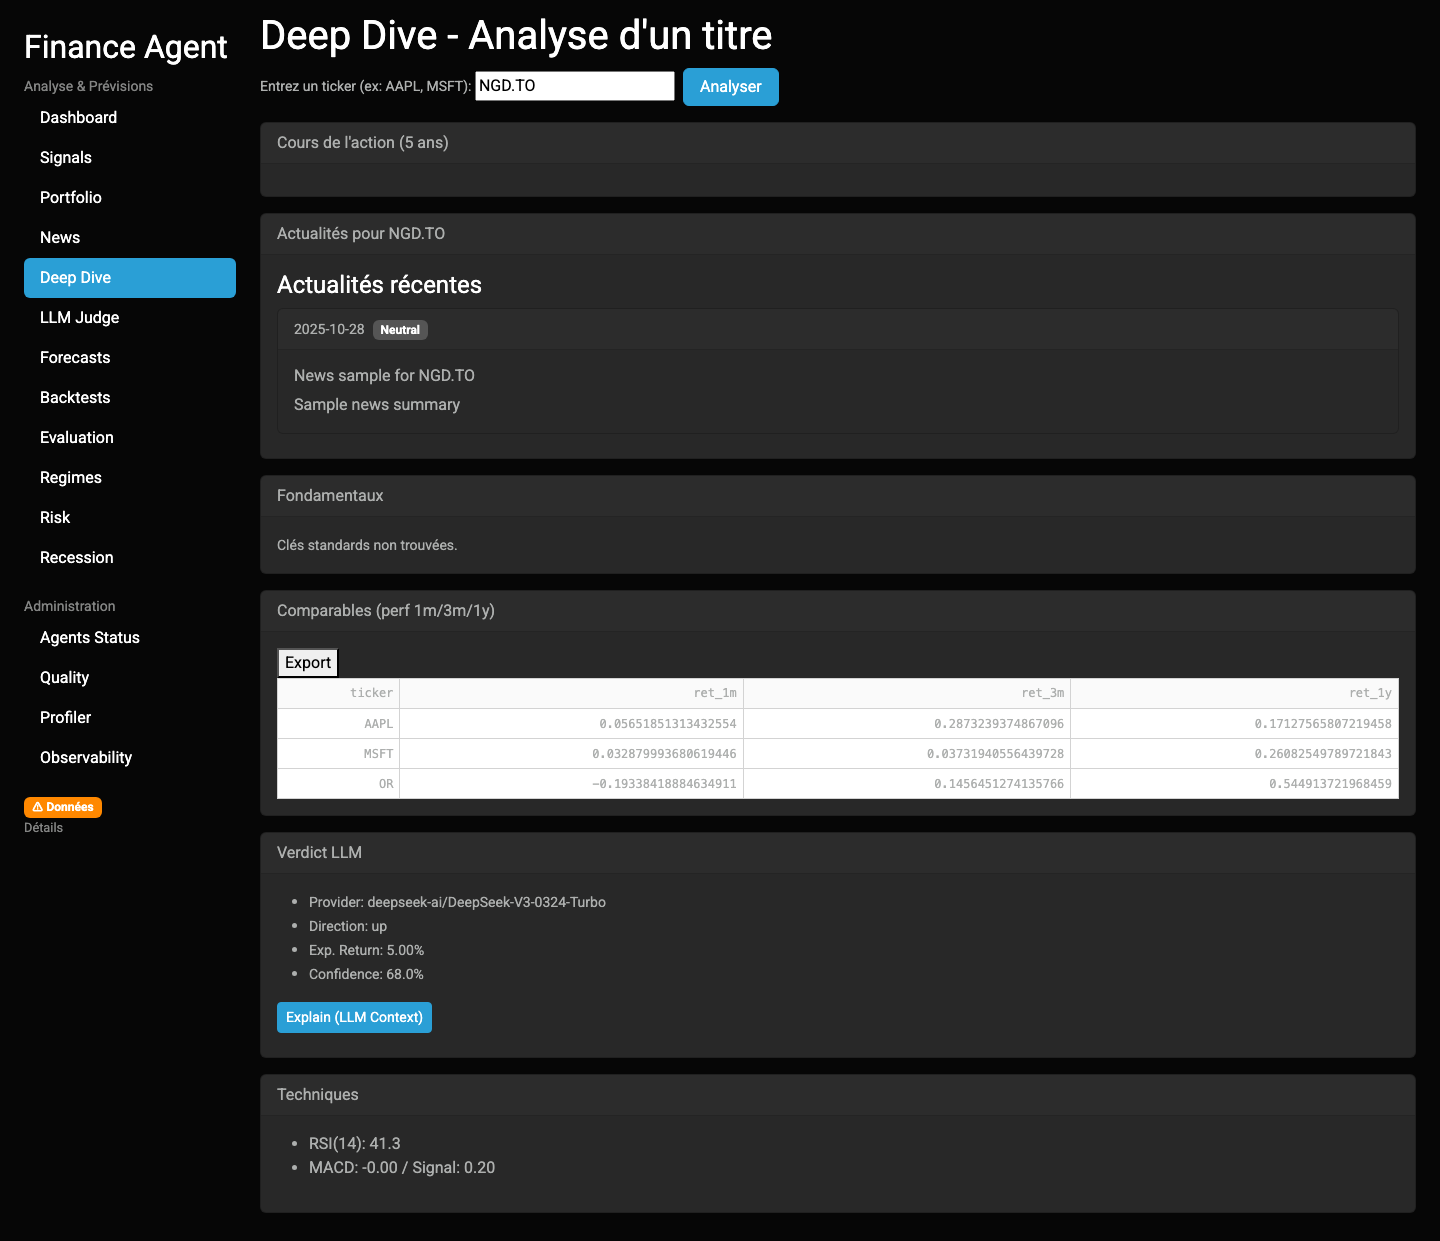 Finance Agent
Analyse & Prévisions
Dashboard
Signals
Portfolio
News
Deep Dive
LLM Judge
Forecasts
Backtests
Evaluation
Regimes
Risk
Recession
Administration
Agents Status
Quality
Profiler
Observability
⚠ Données
Détails
Deep Dive - Analyse d'un titre
Entrez un ticker (ex: AAPL, MSFT): NGD.TO Analyser
Cours de l'action (5 ans)
Actualités pour NGD.TO
Actualités récentes
2025-10-28 Neutral
News sample for NGD.TO
Sample news summary
Fondamentaux
Clés standards non trouvées.
Comparables (perf 1m/3m/1y)
Export
ticker ret_1m ret_3m ret_1y
AAPL 0.05651851313432554 0.2873239374867096 0.17127565807219458
MSFT 0.032879993680619446 0.03731940556439728 0.26082549789721843
OR -0.19338418884634911 0.1456451274135766 0.544913721968459
Verdict LLM
Provider: deepseek-ai/DeepSeek-V3-0324-Turbo
Direction: up
Exp. Return: 5.00%
Confidence: 68.0%
Explain (LLM Context)
Techniques
RSI(14): 41.3
MACD: -0.00 / Signal: 0.20